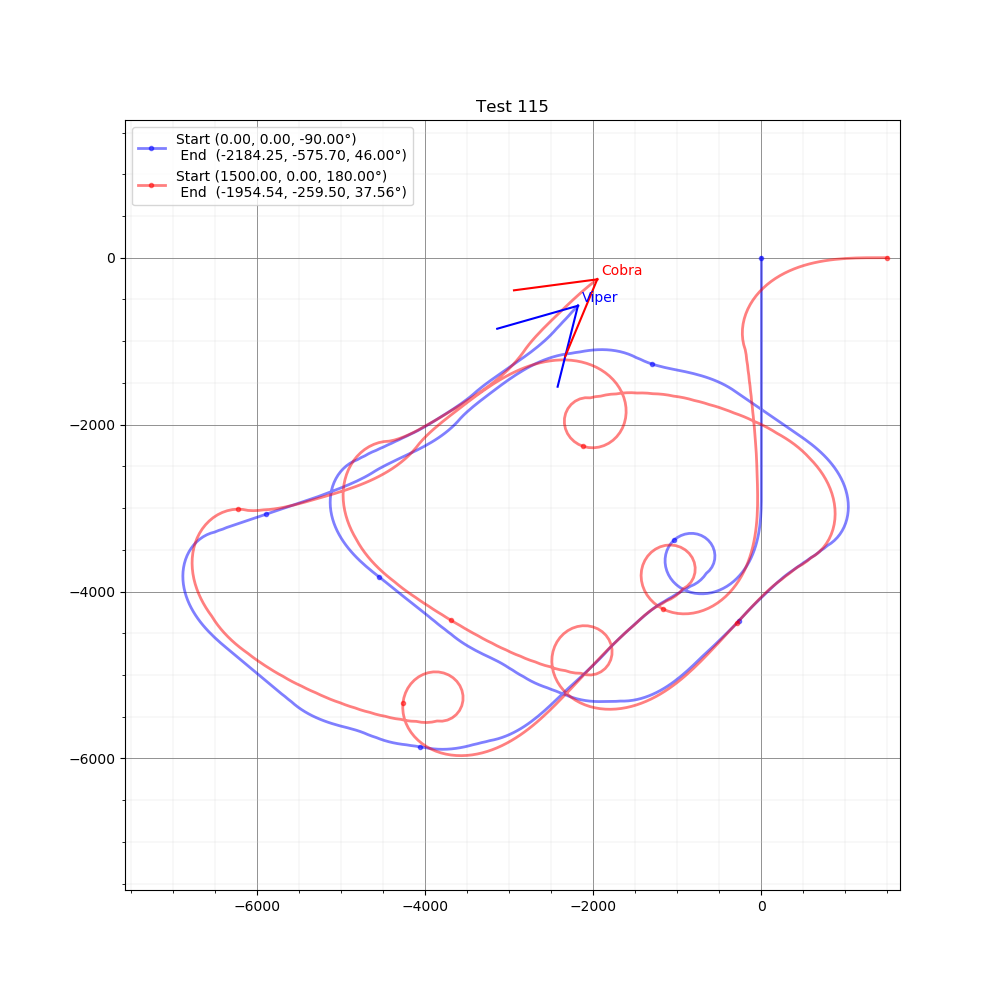 Test 115
Start (0.00, 0.00, -90.00°)
End (-2184.25, -575.70, 46.00°)
Start (1500.00, 0.00, 180.00°)
End (-1954.54, -259.50, 37.56°)
Cobra
Viper
0
−2000
−4000
−6000
−6000 −4000 −2000 0